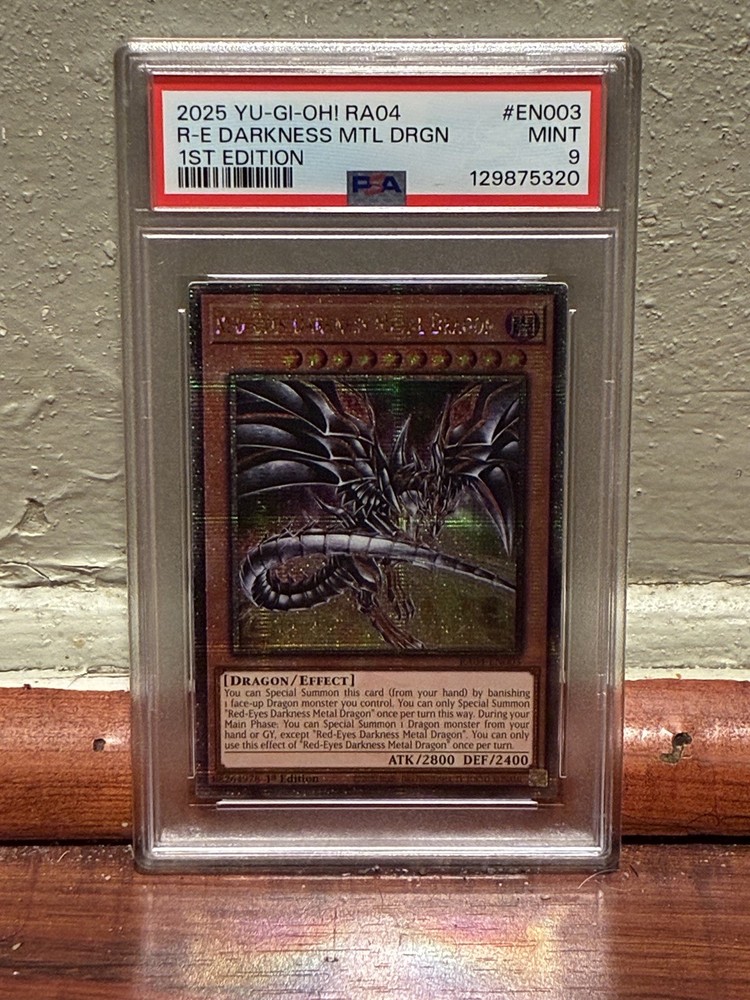 2025 YU-GI-OH! RA04 #EN003
R-E DARKNESS MTL DRGN MINT
1ST EDITION 9
PSA 129875320
[DRAGON/EFFECT]
You can Special Summon this card (from your hand) by banishing
1 face-up Dragon monster you control. You can only Special Summon
"Red-Eyes Darkness Metal Dragon" once per turn this way. During your
Main Phase: You can Special Summon 1 Dragon monster from your
hand or GY, except "Red-Eyes Darkness Metal Dragon". You can only
use this effect of "Red-Eyes Darkness Metal Dragon" once per turn.
ATK/2800 DEF/2400
1st Edition